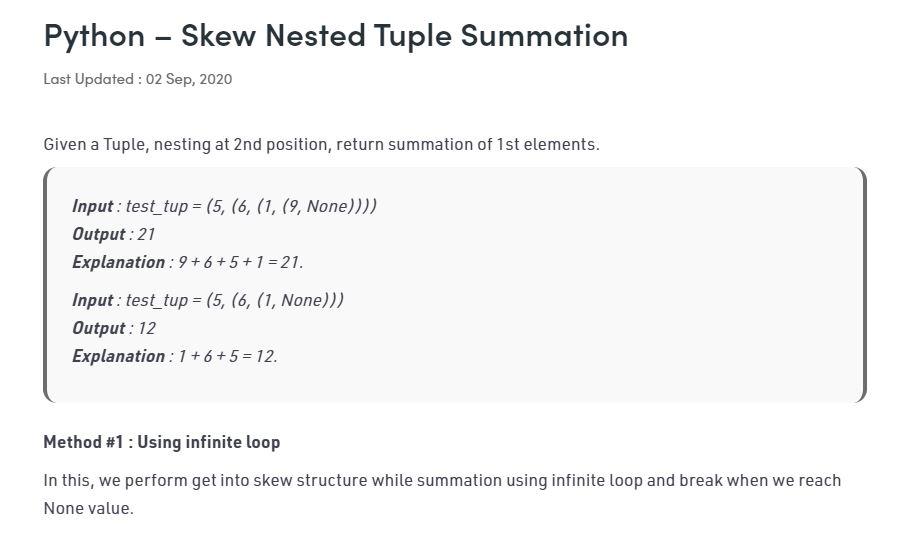 Python – Skew Nested Tuple Summation
Last Updated : 02 Sep, 2020
Given a Tuple, nesting at 2nd position, return summation of 1st elements.
Input : test_tup = (5, (6, (1, (9, None))))
Output : 21
Explanation : 9 + 6 + 5 + 1 = 21.
Input : test_tup = (5, (6, (1, None)))
Output : 12
Explanation : 1 + 6 + 5 = 12.
Method #1 : Using infinite loop
In this, we perform get into skew structure while summation using infinite loop and break when we reach
None value.